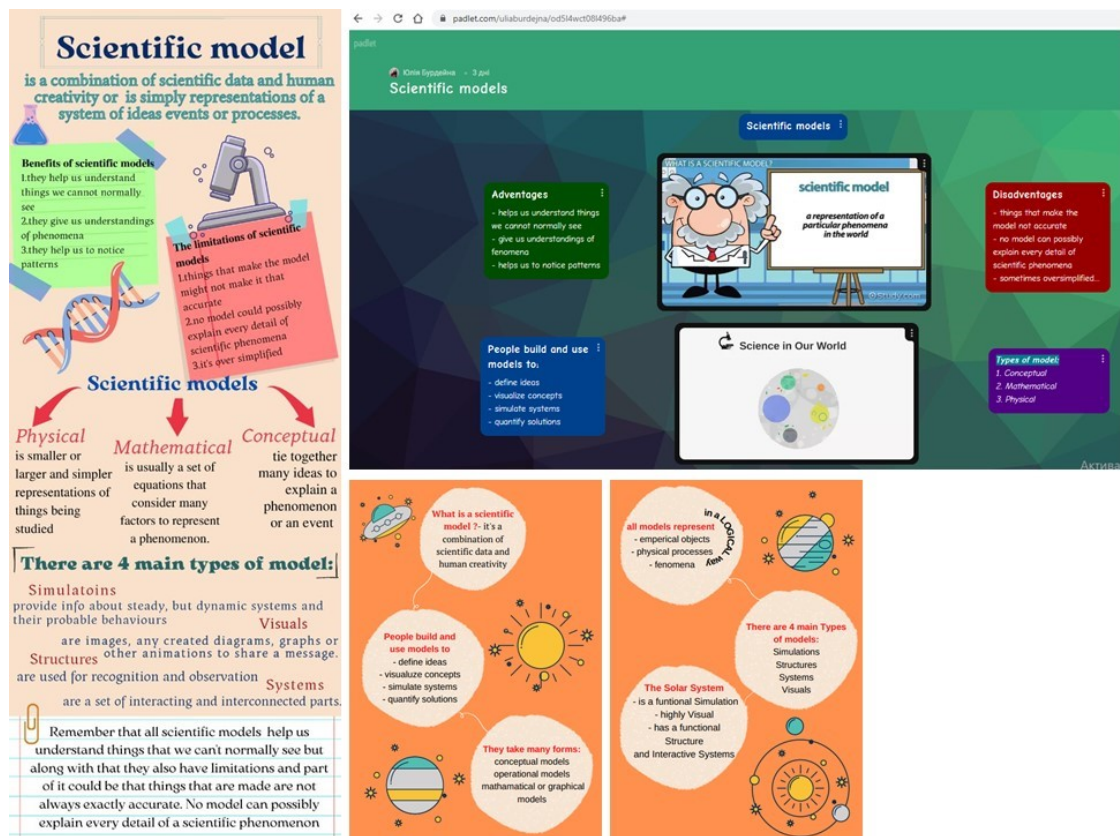 Scientific model
is a combination of scientific data and human
creativity or is simply representations of a
system of ideas events or processes.
Benefits of scientific models
1.they help us understand
things we cannot normally
see
2.they give us understandings
of phenomena
3.they help us to notice
patterns
The limitations of scientific
models
1.things that make the model
might not make it that
accurate
2.no model could possibly
explain every detail of
scientific phenomena
3.it's over simplified
Scientific models
Physical
is smaller or
larger and simpler
representations of
things being
studied
Mathematical
is usually a set of
equations that
consider many
factors to represent
a phenomenon.
Conceptual
tie together
many ideas to
explain a
phenomenon
or an event
There are 4 main types of model:
Simulatoins
provide info about steady, but dynamic systems and
their probable behaviours
Visuals
are images, any created diagrams, graphs or
other animations to share a message.
Structures
are used for recognition and observation
Systems
are a set of interacting and interconnected parts.
Remember that all scientific models help us
understand things that we can't normally see but
along with that they also have limitations and part
of it could be that things that are made are not
always exactly accurate. No model can possibly
explain every detail of a scientific phenomenon
padlet.com/uliaburdejna/od5l4wct08l496ba#
padlet
Юлія Бурдейна • 3 дні
Scientific models
Scientific models
Adventages
- helps us understand things
we cannot normally see
- give us understandings of
fenomena
- helps us to notice patterns
WHAT IS A SCIENTIFIC MODEL?
scientific model
a representation of a
particular phenomena
in the world
@Study.com
Disadventages
- things that make the
model not accurate
- no model can possibly
explain every detail of
scientific phenomena
- sometimes oversimplified...
People build and use
models to:
- define ideas
- visualize concepts
- simulate systems
- quantify solutions
Science in Our World
Types of model:
1. Conceptual
2. Mathematical
3. Physical
Актива
What is a scientific
model ?- it's a
combination of
scientific data and
human creativity
People build and
use models to
- define ideas
- visualuze concepts
- simulate systems
- quantify solutions
They take many forms:
conceptual models
operational models
mathamatical or graphical
models
all models represent
- emperical objects
- physical processes
- fenomena
in a LOGICAL way
There are 4 main Types
of models:
Simulations
Structures
Systems
Visuals
The Solar System
- is a funtional Simulation
- highly Visual
- has a functional
Structure
and Interactive Systems